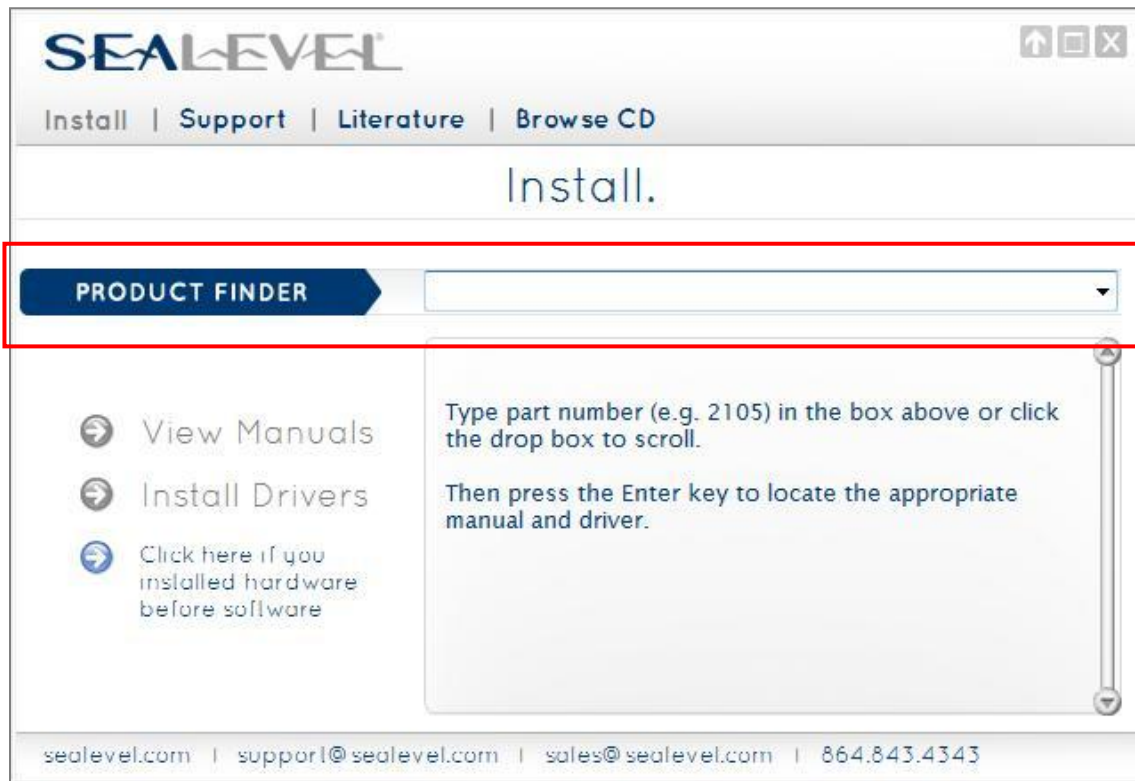 SEALEVEL
Install | Support | Literature | Browse CD
Install.
PRODUCT FINDER
Type part number (e.g. 2105) in the box above or click
the drop box to scroll.
Then press the Enter key to locate the appropriate
manual and driver.
View Manuals
Install Drivers
Click here if you
installed hardware
before software
sealevel.com | support@sealevel.com | sales@sealevel.com | 864.843.4343